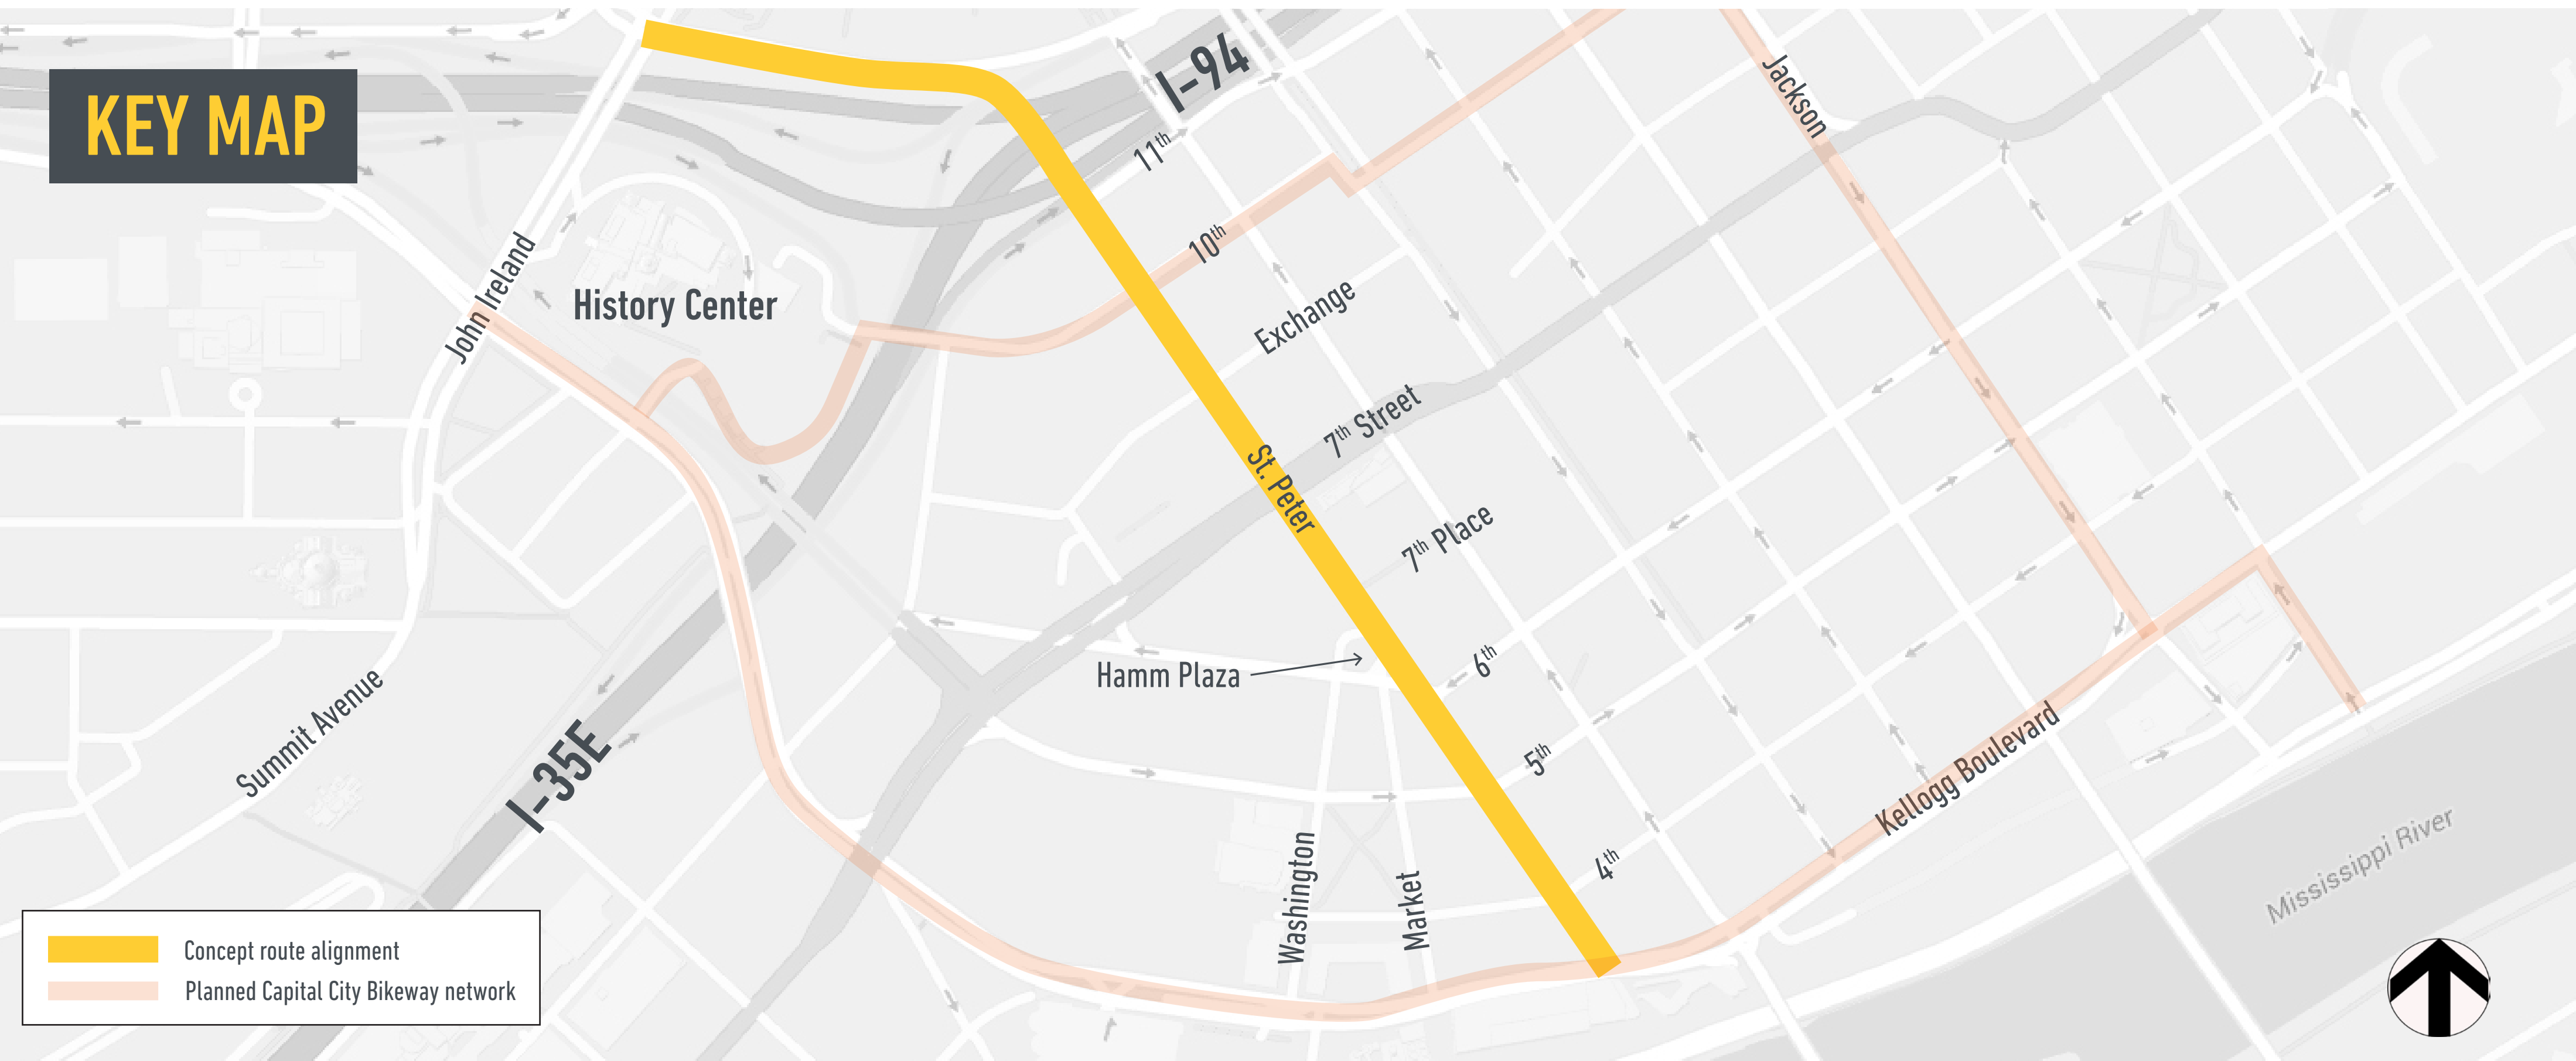 KEY MAP
I-94
Jackson
11th
10th
John Ireland
History Center
Exchange
7th Street
St. Peter
7th Place
Hamm Plaza
6th
Summit Avenue
I-35E
5th
Kellogg Boulevard
4th
Washington
Market
Mississippi River
Concept route alignment
Planned Capital City Bikeway network